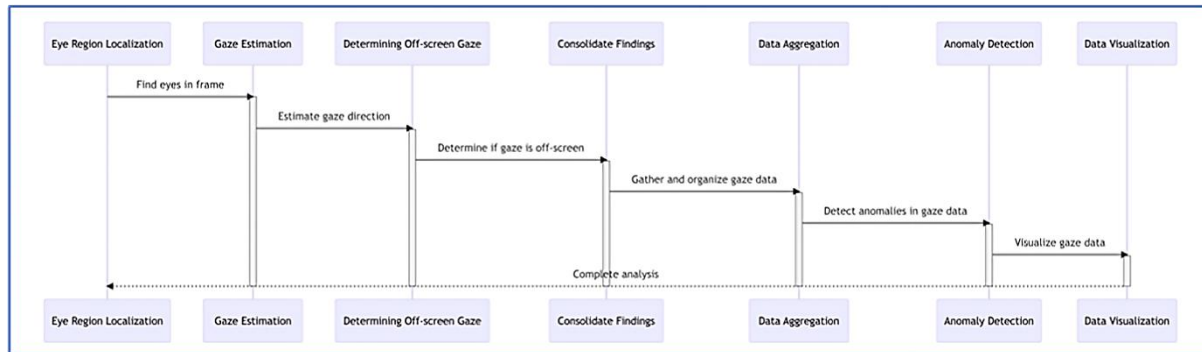 Eye Region Localization
Gaze Estimation
Determining Off-screen Gaze
Consolidate Findings
Data Aggregation
Anomaly Detection
Data Visualization
Find eyes in frame
Estimate gaze direction
Determine if gaze is off-screen
Gather and organize gaze data
Detect anomalies in gaze data
Visualize gaze data
Complete analysis
Eye Region Localization
Gaze Estimation
Determining Off-screen Gaze
Consolidate Findings
Data Aggregation
Anomaly Detection
Data Visualization